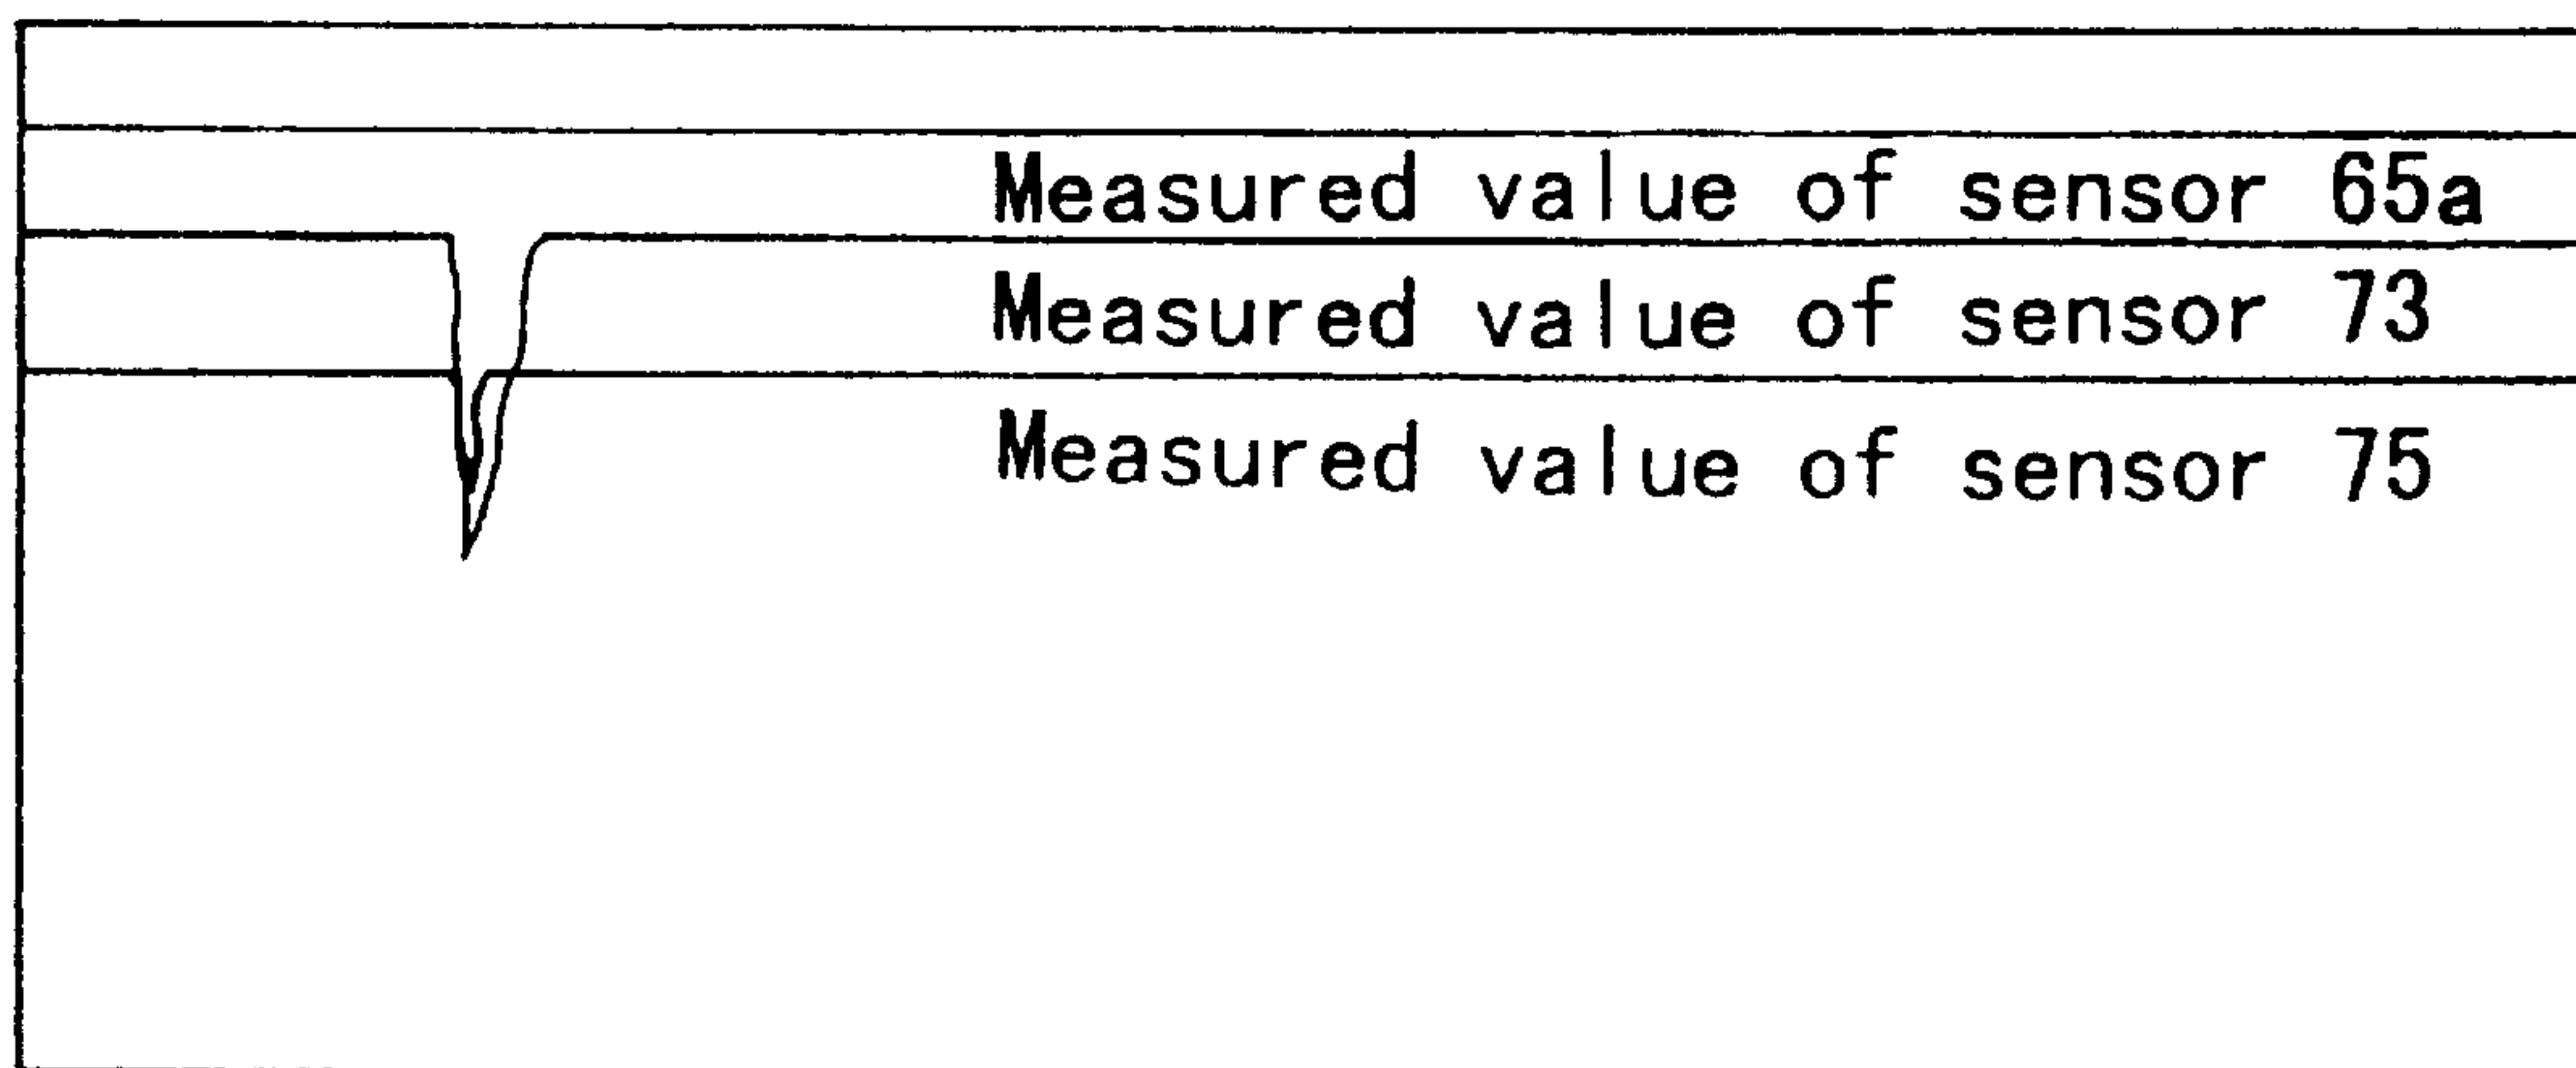 Measured value of sensor 65a
Measured value of sensor 73
Measured value of sensor 75